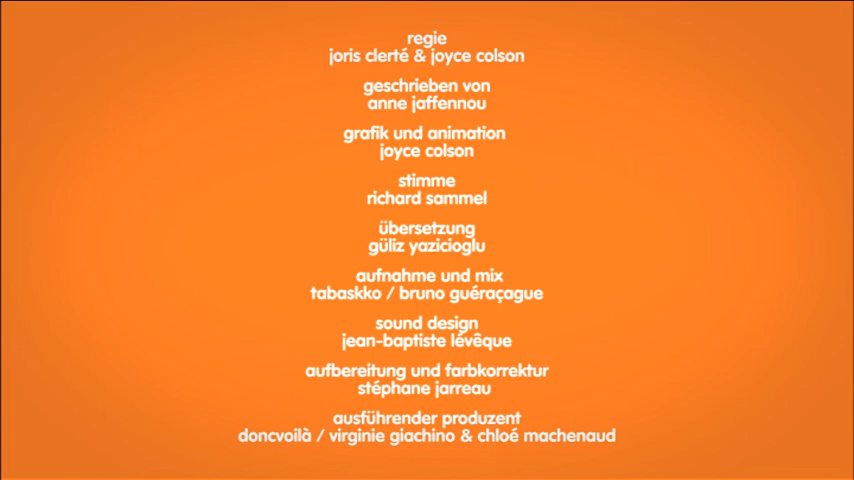 regie
joris clerté & joyce colson
geschrieben von
anne jaffennou
grafik und animation
joyce colson
stimme
richard sammel
übersetzung
güliz yazicioglu
aufnahme und mix
tabaskko / bruno guéraçague
sound design
jean-baptiste lévêque
aufbereitung und farbkorrektur
stéphane jarreau
ausführender produzent
doncvoilà / virginie giachino & chloé machenaud